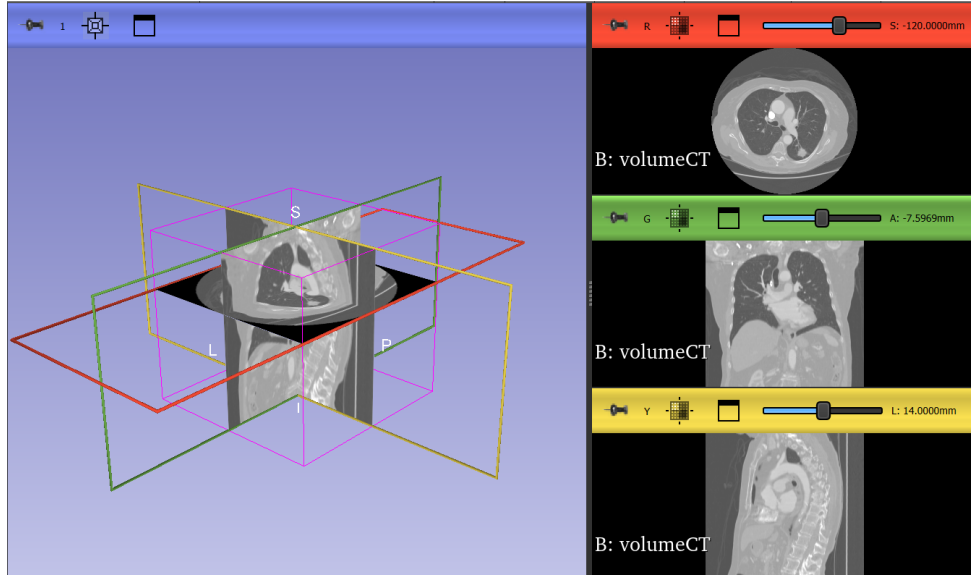 1
R
S: -120.0000mm
B: volumeCT
G
A: -7.5969mm
B: volumeCT
Y
L: 14.0000mm
B: volumeCT
S
L
P
I